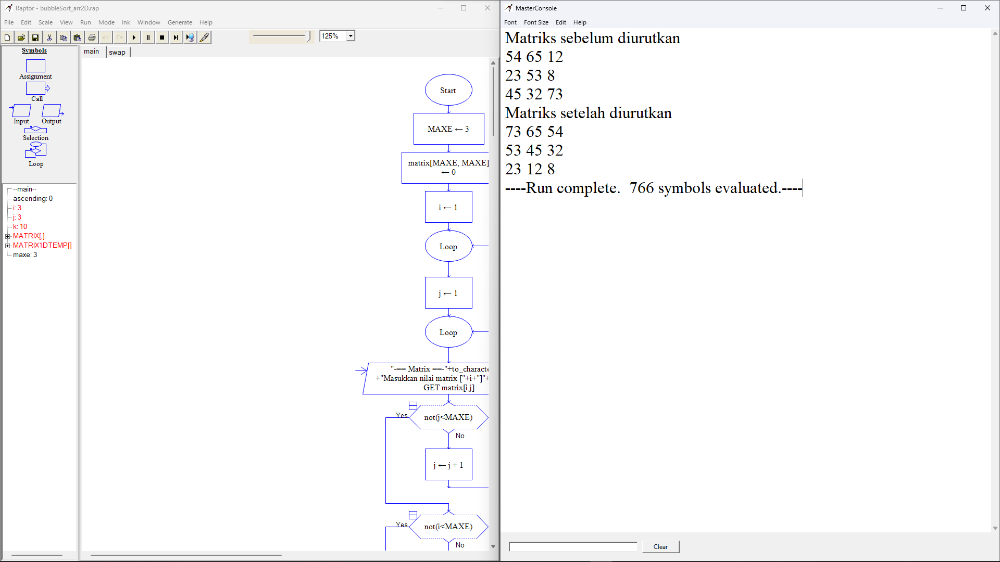 Raptor - bubbleSort_arr2D.rap
File Edit Scale View Run Mode Ink Window Generate Help
125%
Symbols
Assignment
Call
Input Output
Selection
Loop
--main--
ascending: 0
i: 3
j: 3
k: 10
MATRIX[,]
MATRIX1DTEMP[]
maxe: 3
main swap
Start
MAXE ← 3
matrix[MAXE, MAXE]
← 0
i ← 1
Loop
j ← 1
Loop
"-== Matrix ==-"+to_characte
+"Masukkan nilai matrix ["+i+"]"+
GET matrix[i,j]
Yes not(j<MAXE)
No
j ← j + 1
Yes not(i<MAXE)
No
MasterConsole
Font Font Size Edit Help
Matriks sebelum diurutkan
54 65 12
23 53 8
45 32 73
Matriks setelah diurutkan
73 65 54
53 45 32
23 12 8
----Run complete.  766 symbols evaluated.----
Clear